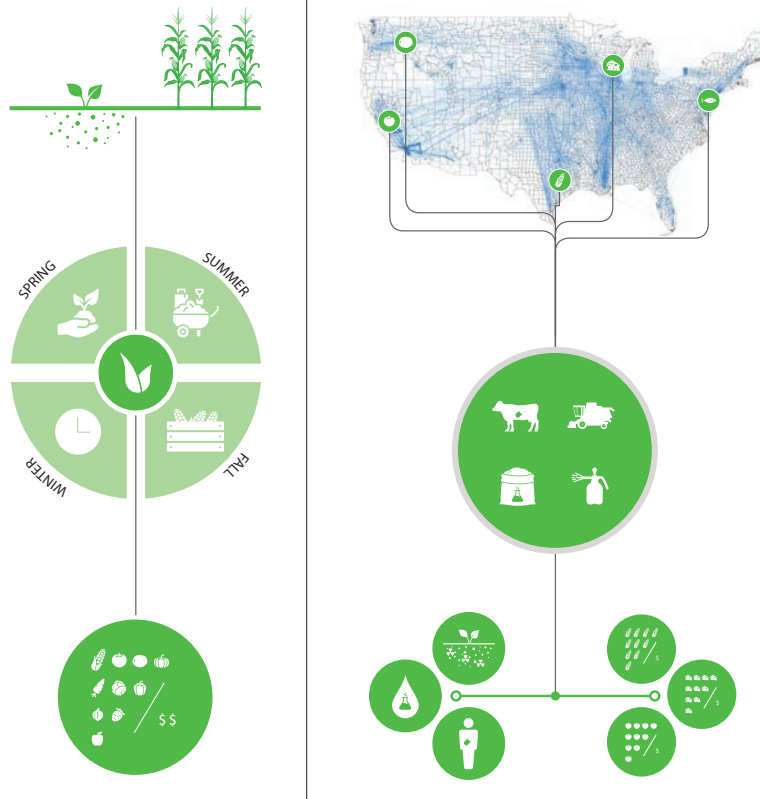 SPRING
SUMMER
WINTER
FALL
$ $
$
$
$